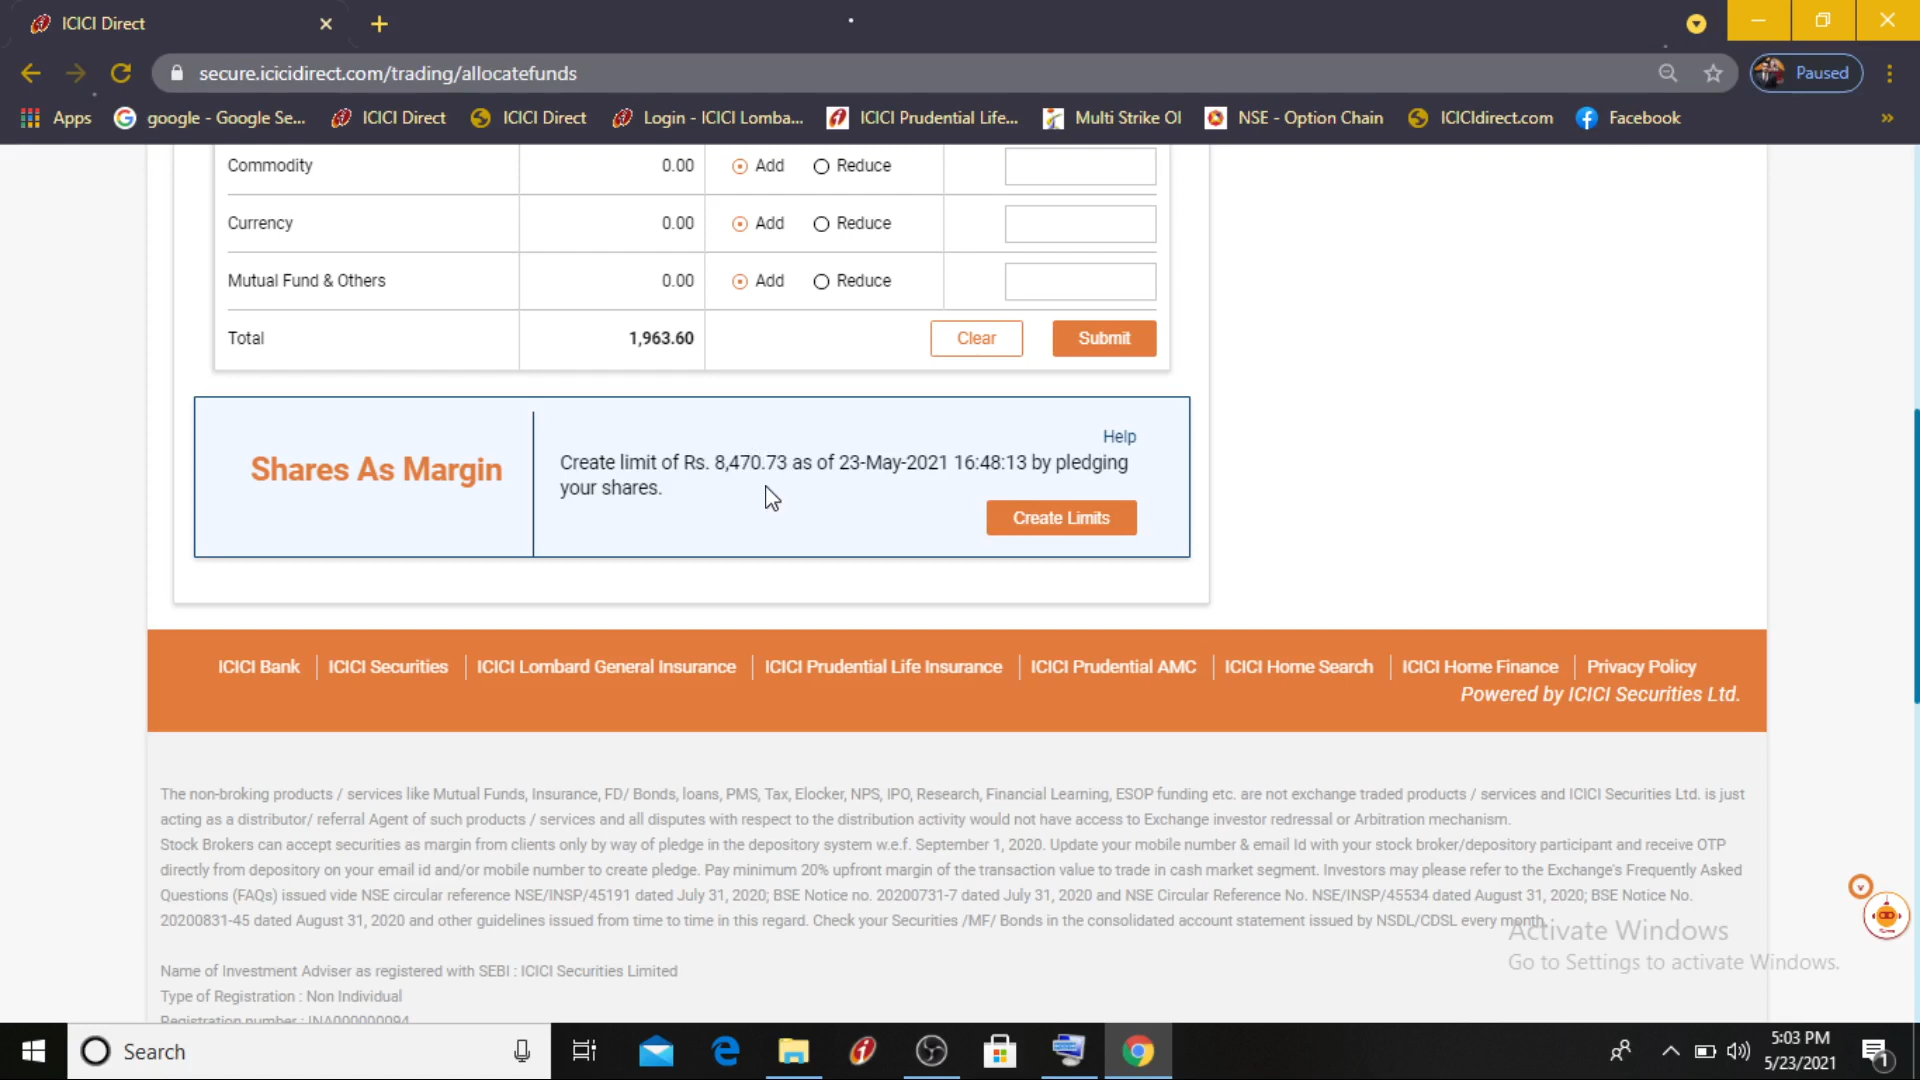 ICICI Direct
secure.icicidirect.com/trading/allocatefunds
Paused
Apps google - Google Se... ICICI Direct ICICI Direct Login - ICICI Lomba... ICICI Prudential Life... Multi Strike OI NSE - Option Chain ICICIdirect.com Facebook »
Commodity 0.00 Add Reduce
Currency 0.00 Add Reduce
Mutual Fund & Others 0.00 Add Reduce
Total 1,963.60 Clear Submit
Help
Shares As Margin
Create limit of Rs. 8,470.73 as of 23-May-2021 16:48:13 by pledging
your shares.
Create Limits
ICICI Bank ICICI Securities ICICI Lombard General Insurance ICICI Prudential Life Insurance ICICI Prudential AMC ICICI Home Search ICICI Home Finance Privacy Policy
Powered by ICICI Securities Ltd.
The non-broking products / services like Mutual Funds, Insurance, FD/ Bonds, loans, PMS, Tax, Elocker, NPS, IPO, Research, Financial Learning, ESOP funding etc. are not exchange traded products / services and ICICI Securities Ltd. is just
acting as a distributor/ referral Agent of such products / services and all disputes with respect to the distribution activity would not have access to Exchange investor redressal or Arbitration mechanism.
Stock Brokers can accept securities as margin from clients only by way of pledge in the depository system w.e.f. September 1, 2020. Update your mobile number & email Id with your stock broker/depository participant and receive OTP
directly from depository on your email id and/or mobile number to create pledge. Pay minimum 20% upfront margin of the transaction value to trade in cash market segment. Investors may please refer to the Exchange's Frequently Asked
Questions (FAQs) issued vide NSE circular reference NSE/INSP/45191 dated July 31, 2020; BSE Notice no. 20200731-7 dated July 31, 2020 and NSE Circular Reference No. NSE/INSP/45534 dated August 31, 2020; BSE Notice No.
20200831-45 dated August 31, 2020 and other guidelines issued from time to time in this regard. Check your Securities /MF/ Bonds in the consolidated account statement issued by NSDL/CDSL every month.
Activate Windows
Go to Settings to activate Windows.
Name of Investment Adviser as registered with SEBI : ICICI Securities Limited
Type of Registration : Non Individual
Registration number : INA000000094
Search
5:03 PM
5/23/2021
1